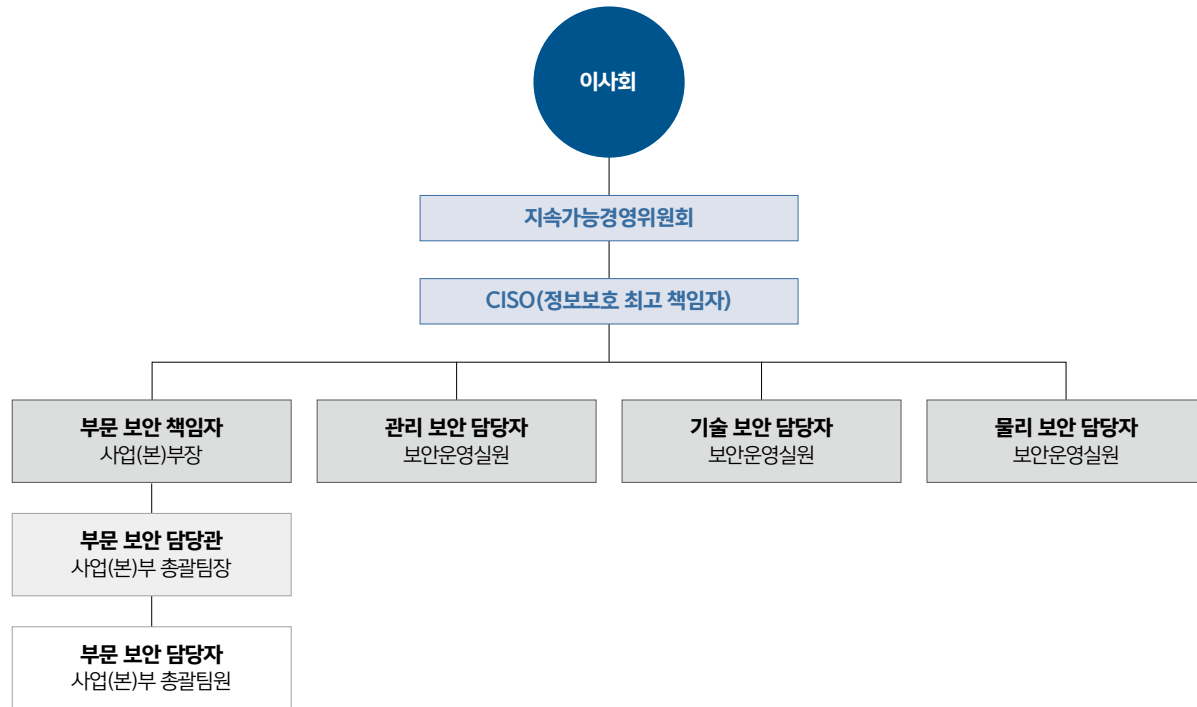 이사회
지속가능경영위원회
CISO(정보보호 최고 책임자)
부문 보안 책임자
사업(본)부장
관리 보안 담당자
보안운영실원
기술 보안 담당자
보안운영실원
물리 보안 담당자
보안운영실원
부문 보안 담당관
사업(본)부 총괄팀장
부문 보안 담당자
사업(본)부 총괄팀원